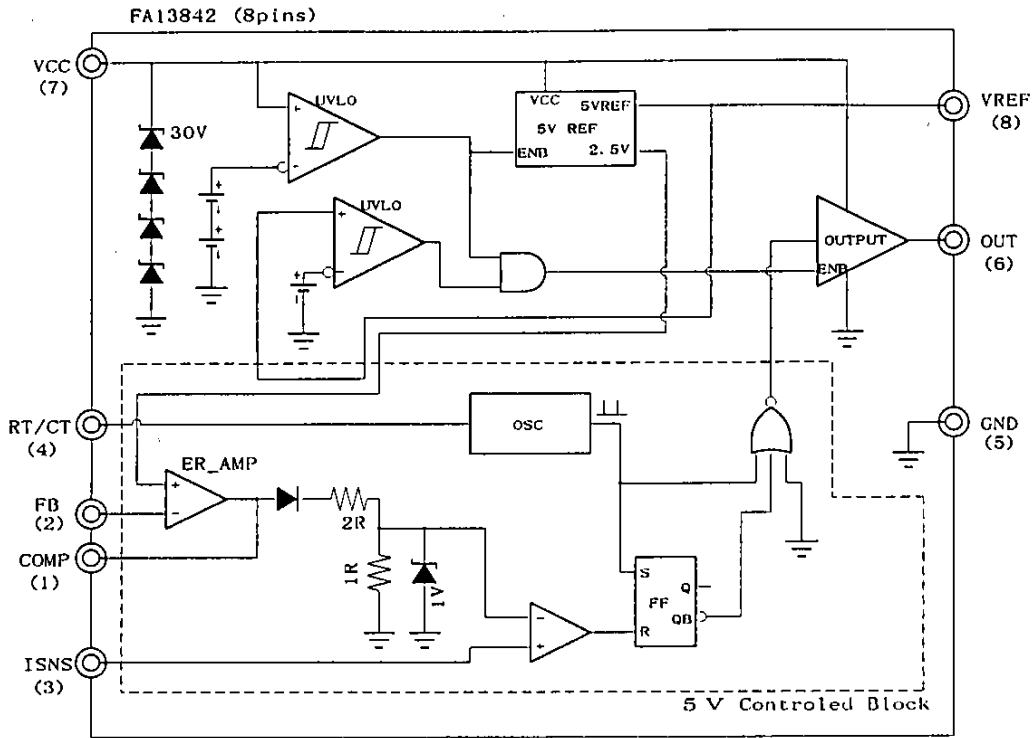 FA13842 (8pins)
VCC
(7)
30V
UVLO
VCC
5VREF
5V REF
ENB
2.5V
VREF
(8)
UVLO
OUTPUT
ENB
OUT
(6)
RT/CT
(4)
OSC
GND
(5)
ER_AMP
FB
(2)
2R
COMP
(1)
1R
1V
S
Q
FF
QB
R
ISNS
(3)
5V Controled Block